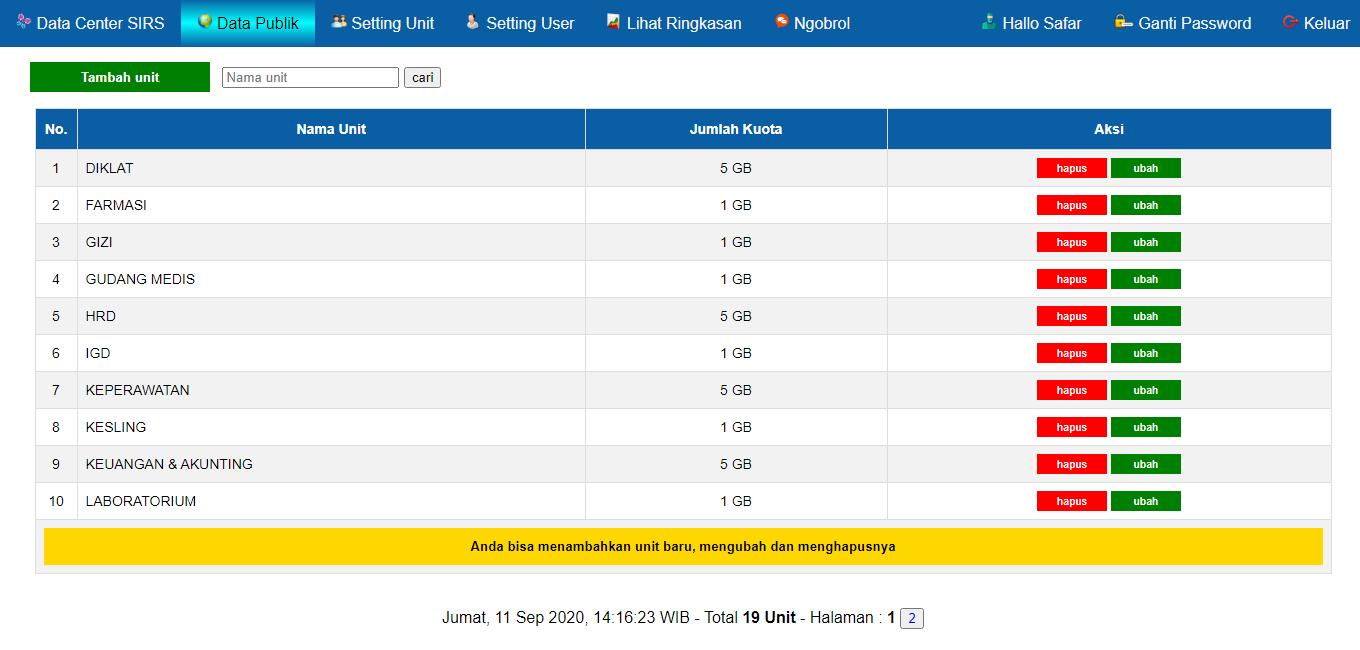 Data Center SIRS Data Publik Setting Unit Setting User Lihat Ringkasan Ngobrol Hallo Safar Ganti Password Keluar
Tambah unit Nama unit cari
No. Nama Unit Jumlah Kuota Aksi
1 DIKLAT 5 GB hapus ubah
2 FARMASI 1 GB hapus ubah
3 GIZI 1 GB hapus ubah
4 GUDANG MEDIS 1 GB hapus ubah
5 HRD 5 GB hapus ubah
6 IGD 1 GB hapus ubah
7 KEPERAWATAN 5 GB hapus ubah
8 KESLING 1 GB hapus ubah
9 KEUANGAN & AKUNTING 5 GB hapus ubah
10 LABORATORIUM 1 GB hapus ubah
Anda bisa menambahkan unit baru, mengubah dan menghapusnya
Jumat, 11 Sep 2020, 14:16:23 WIB - Total 19 Unit - Halaman : 1 2